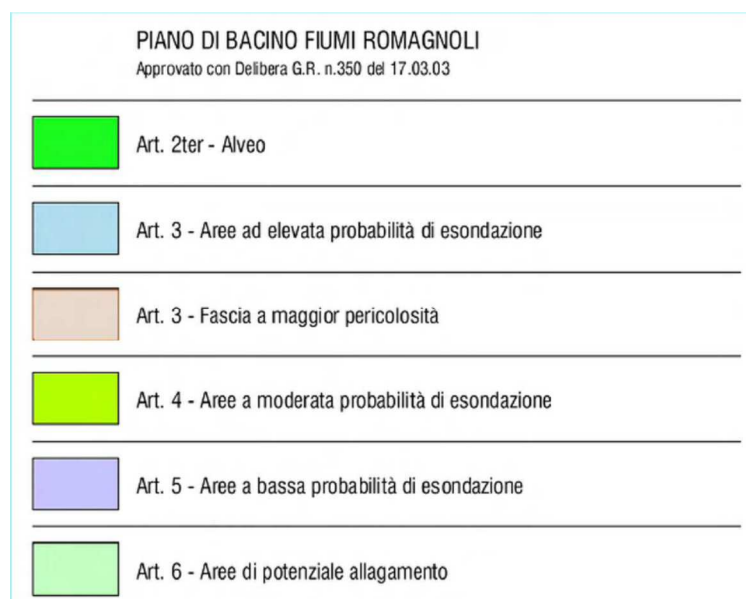 PIANO DI BACINO FIUMI ROMAGNOLI
Approvato con Delibera G.R. n.350 del 17.03.03
Art. 2ter - Alveo
Art. 3 - Aree ad elevata probabilità di esondazione
Art. 3 - Fascia a maggior pericolosità
Art. 4 - Aree a moderata probabilità di esondazione
Art. 5 - Aree a bassa probabilità di esondazione
Art. 6 - Aree di potenziale allagamento